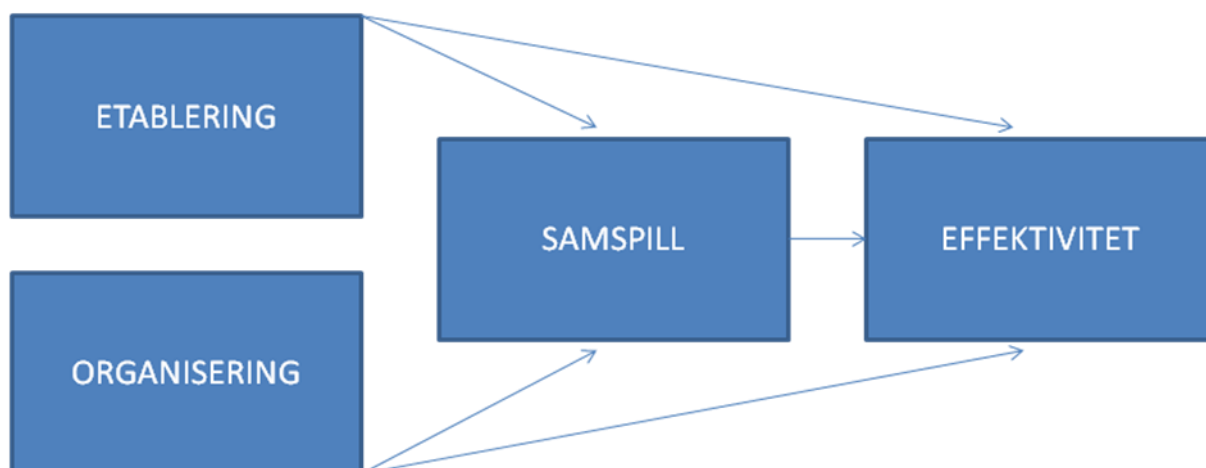 ETABLERING
SAMSPILL
EFFEKTIVITET
ORGANISERING